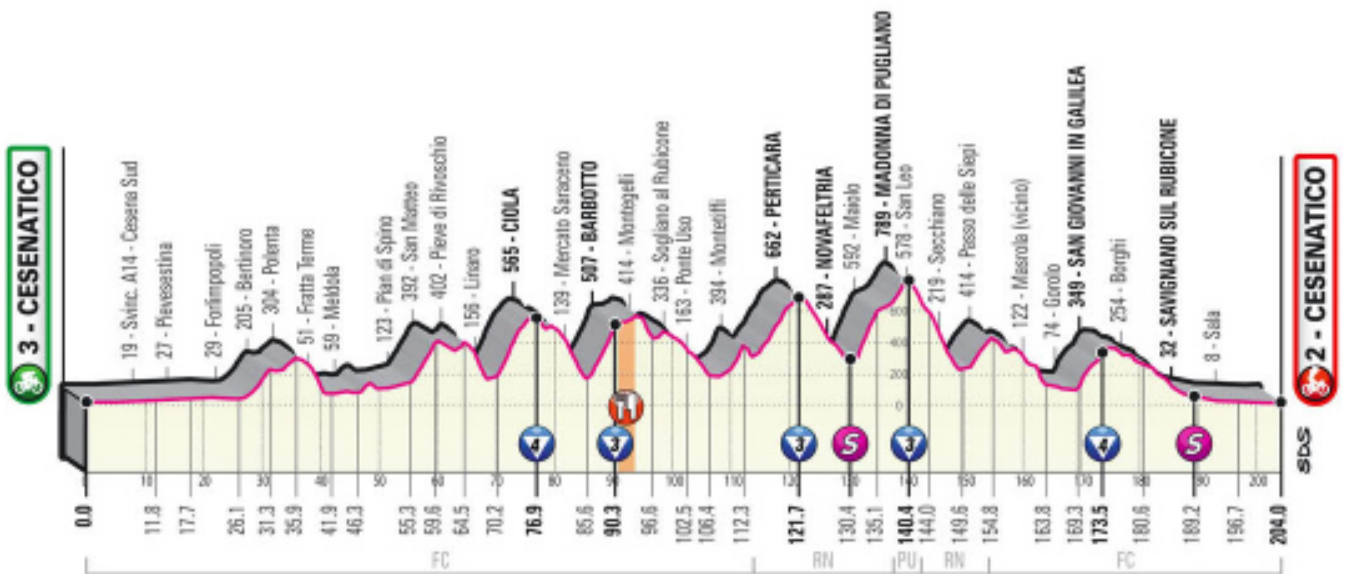 3 - CESENATICO
19 - Svinc. A14 - Cesena Sud
27 - Pievesestina
29 - Forlimpopoli
205 - Bertinoro
304 - Polenta
51 - Fratta Terme
59 - Meldola
123 - Pian di Spino
392 - San Matteo
402 - Pieve di Rivoschio
156 - Linaro
565 - CIOLA
139 - Mercato Saraceno
507 - BARBOTTO
414 - Montegelli
336 - Sogliano al Rubicone
163 - Ponte Uso
394 - Montetiffi
662 - PERTICARA
287 - NOVAFELTRIA
592 - Maiolo
789 - MADONNA DI PUGLIANO
578 - San Leo
219 - Secchiano
414 - Passo delle Siepi
122 - Masrola (vicino)
74 - Gorolo
349 - SAN GIOVANNI IN GALILEA
254 - Borghi
32 - SAVIGNANO SUL RUBICONE
8 - Sala
2 - CESENATICO
600
400
200
0
4
3
3
S
3
4
S
SDS
10 20 30 40 50 60 70 80 90 100 110 120 130 140 150 160 170 180 190 200
0.0 11.8 17.7 26.1 31.3 35.9 41.9 46.3 55.3 59.6 64.5 70.2 76.9 85.6 90.3 96.6 102.5 106.4 112.3 121.7 130.4 135.1 140.4 144.0 149.6 154.8 163.8 169.3 173.5 180.6 189.2 196.7 204.0
FC RN PU RN FC